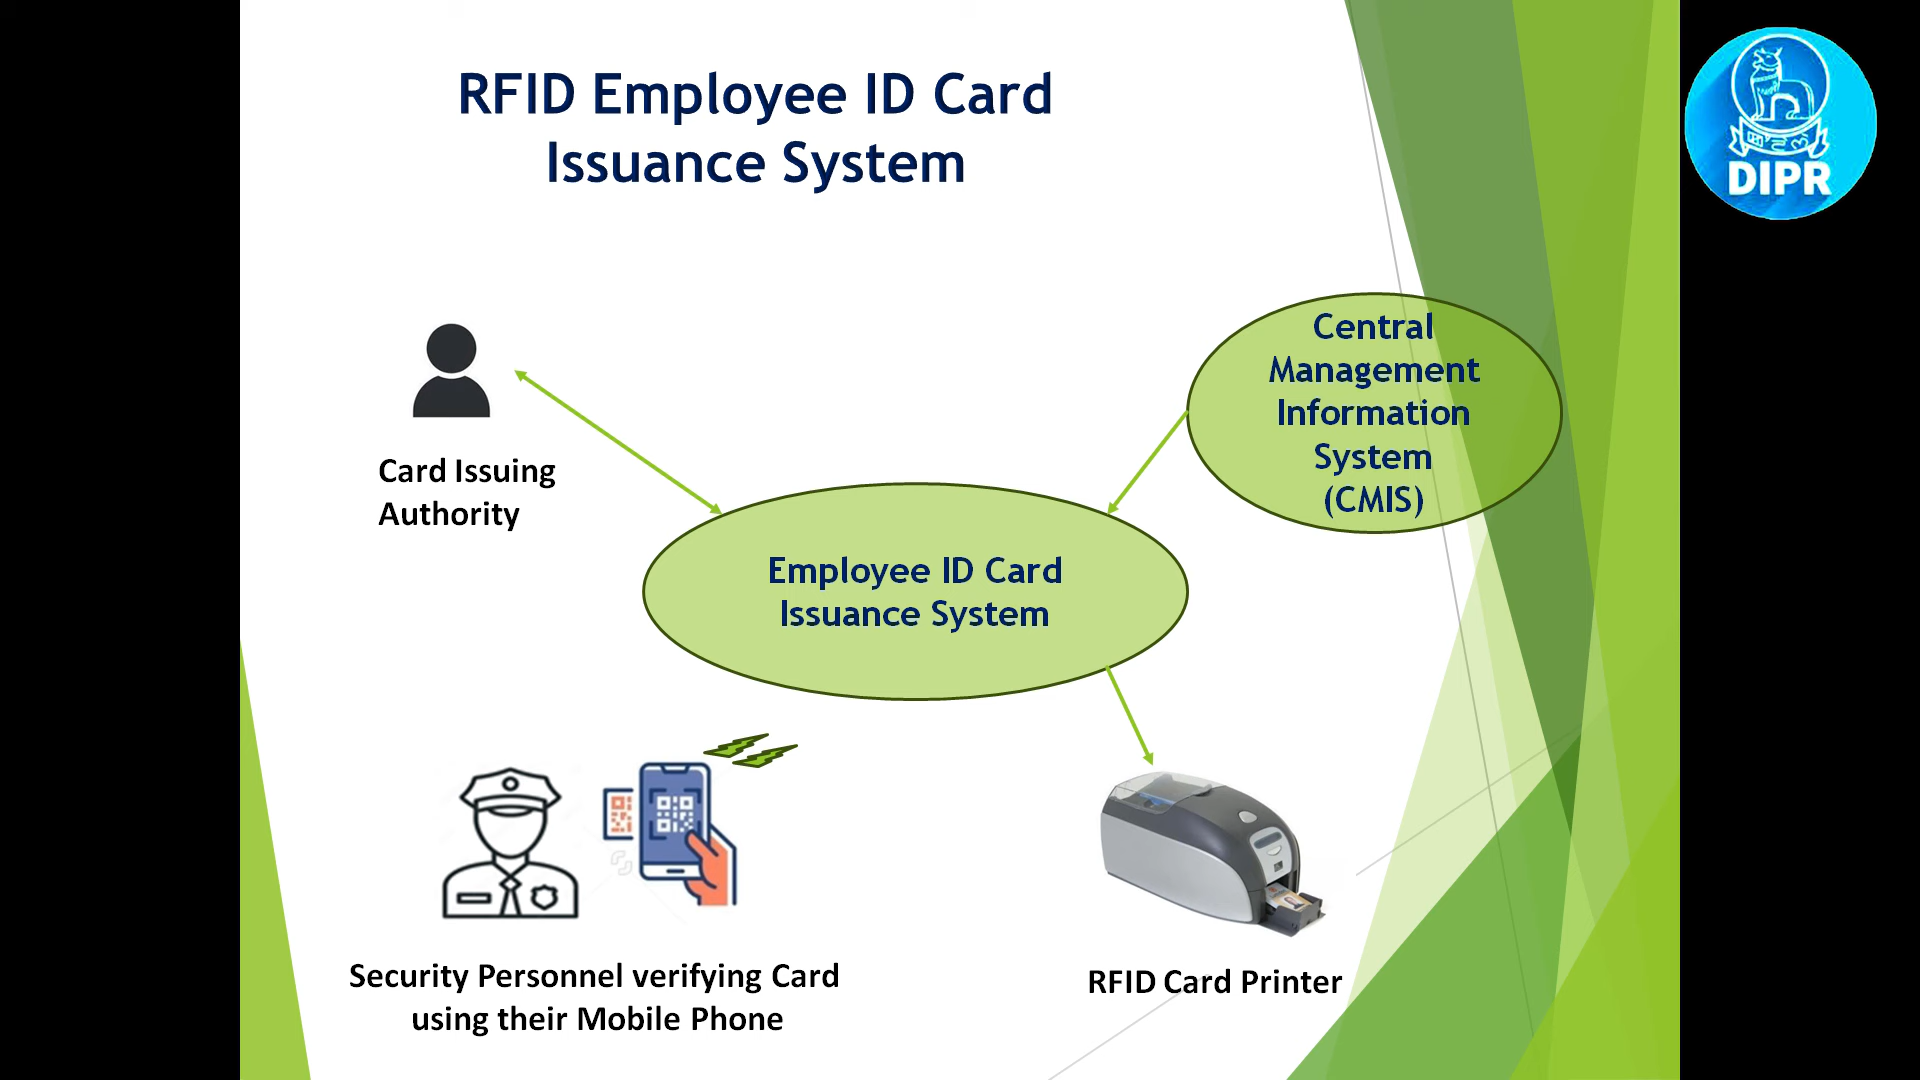 RFID Employee ID Card
Issuance System
DIPR
Central
Management
Information
System
(CMIS)
Card Issuing
Authority
Employee ID Card
Issuance System
Security Personnel verifying Card
using their Mobile Phone
RFID Card Printer